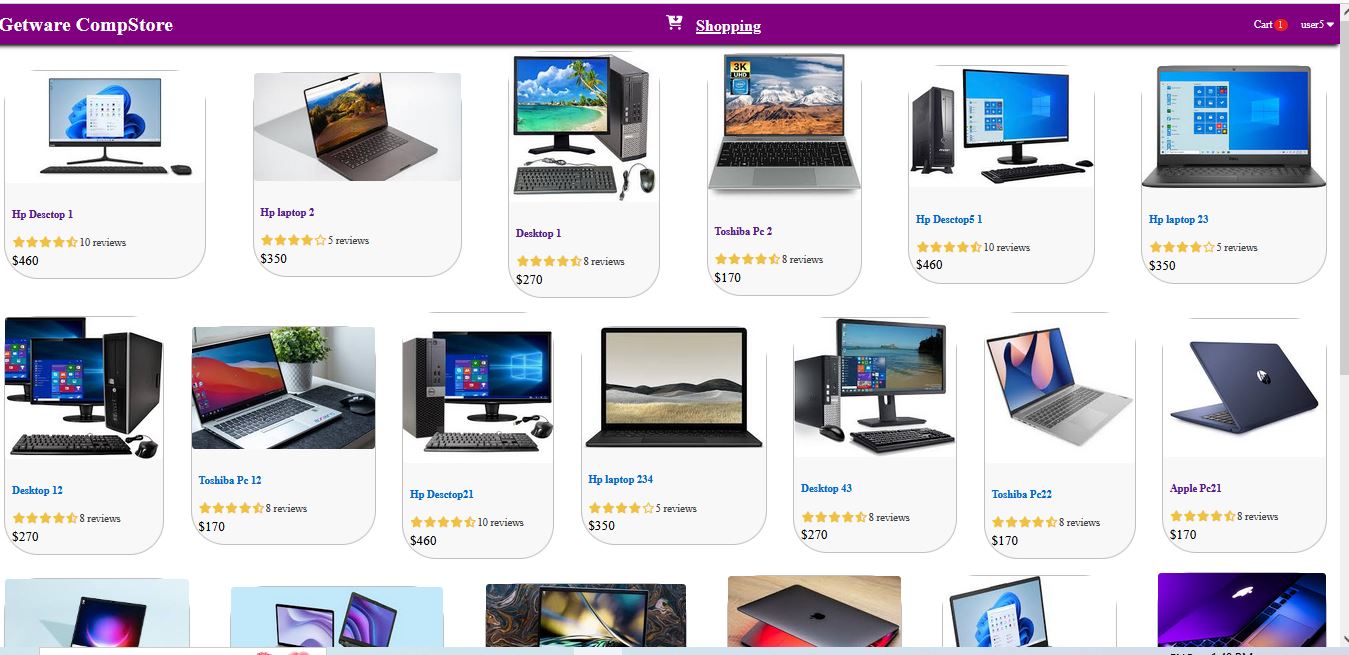 Getware CompStore
Shopping
Cart 1
user5
3K
UHD
Hp Desctop 1
10 reviews
$460
Hp laptop 2
5 reviews
$350
Desktop 1
8 reviews
$270
Toshiba Pc 2
8 reviews
$170
Hp Desctop5 1
10 reviews
$460
Hp laptop 23
5 reviews
$350
Desktop 12
8 reviews
$270
Toshiba Pc 12
8 reviews
$170
Hp Desctop21
10 reviews
$460
Hp laptop 234
5 reviews
$350
Desktop 43
8 reviews
$270
Toshiba Pc22
8 reviews
$170
Apple Pc21
8 reviews
$170